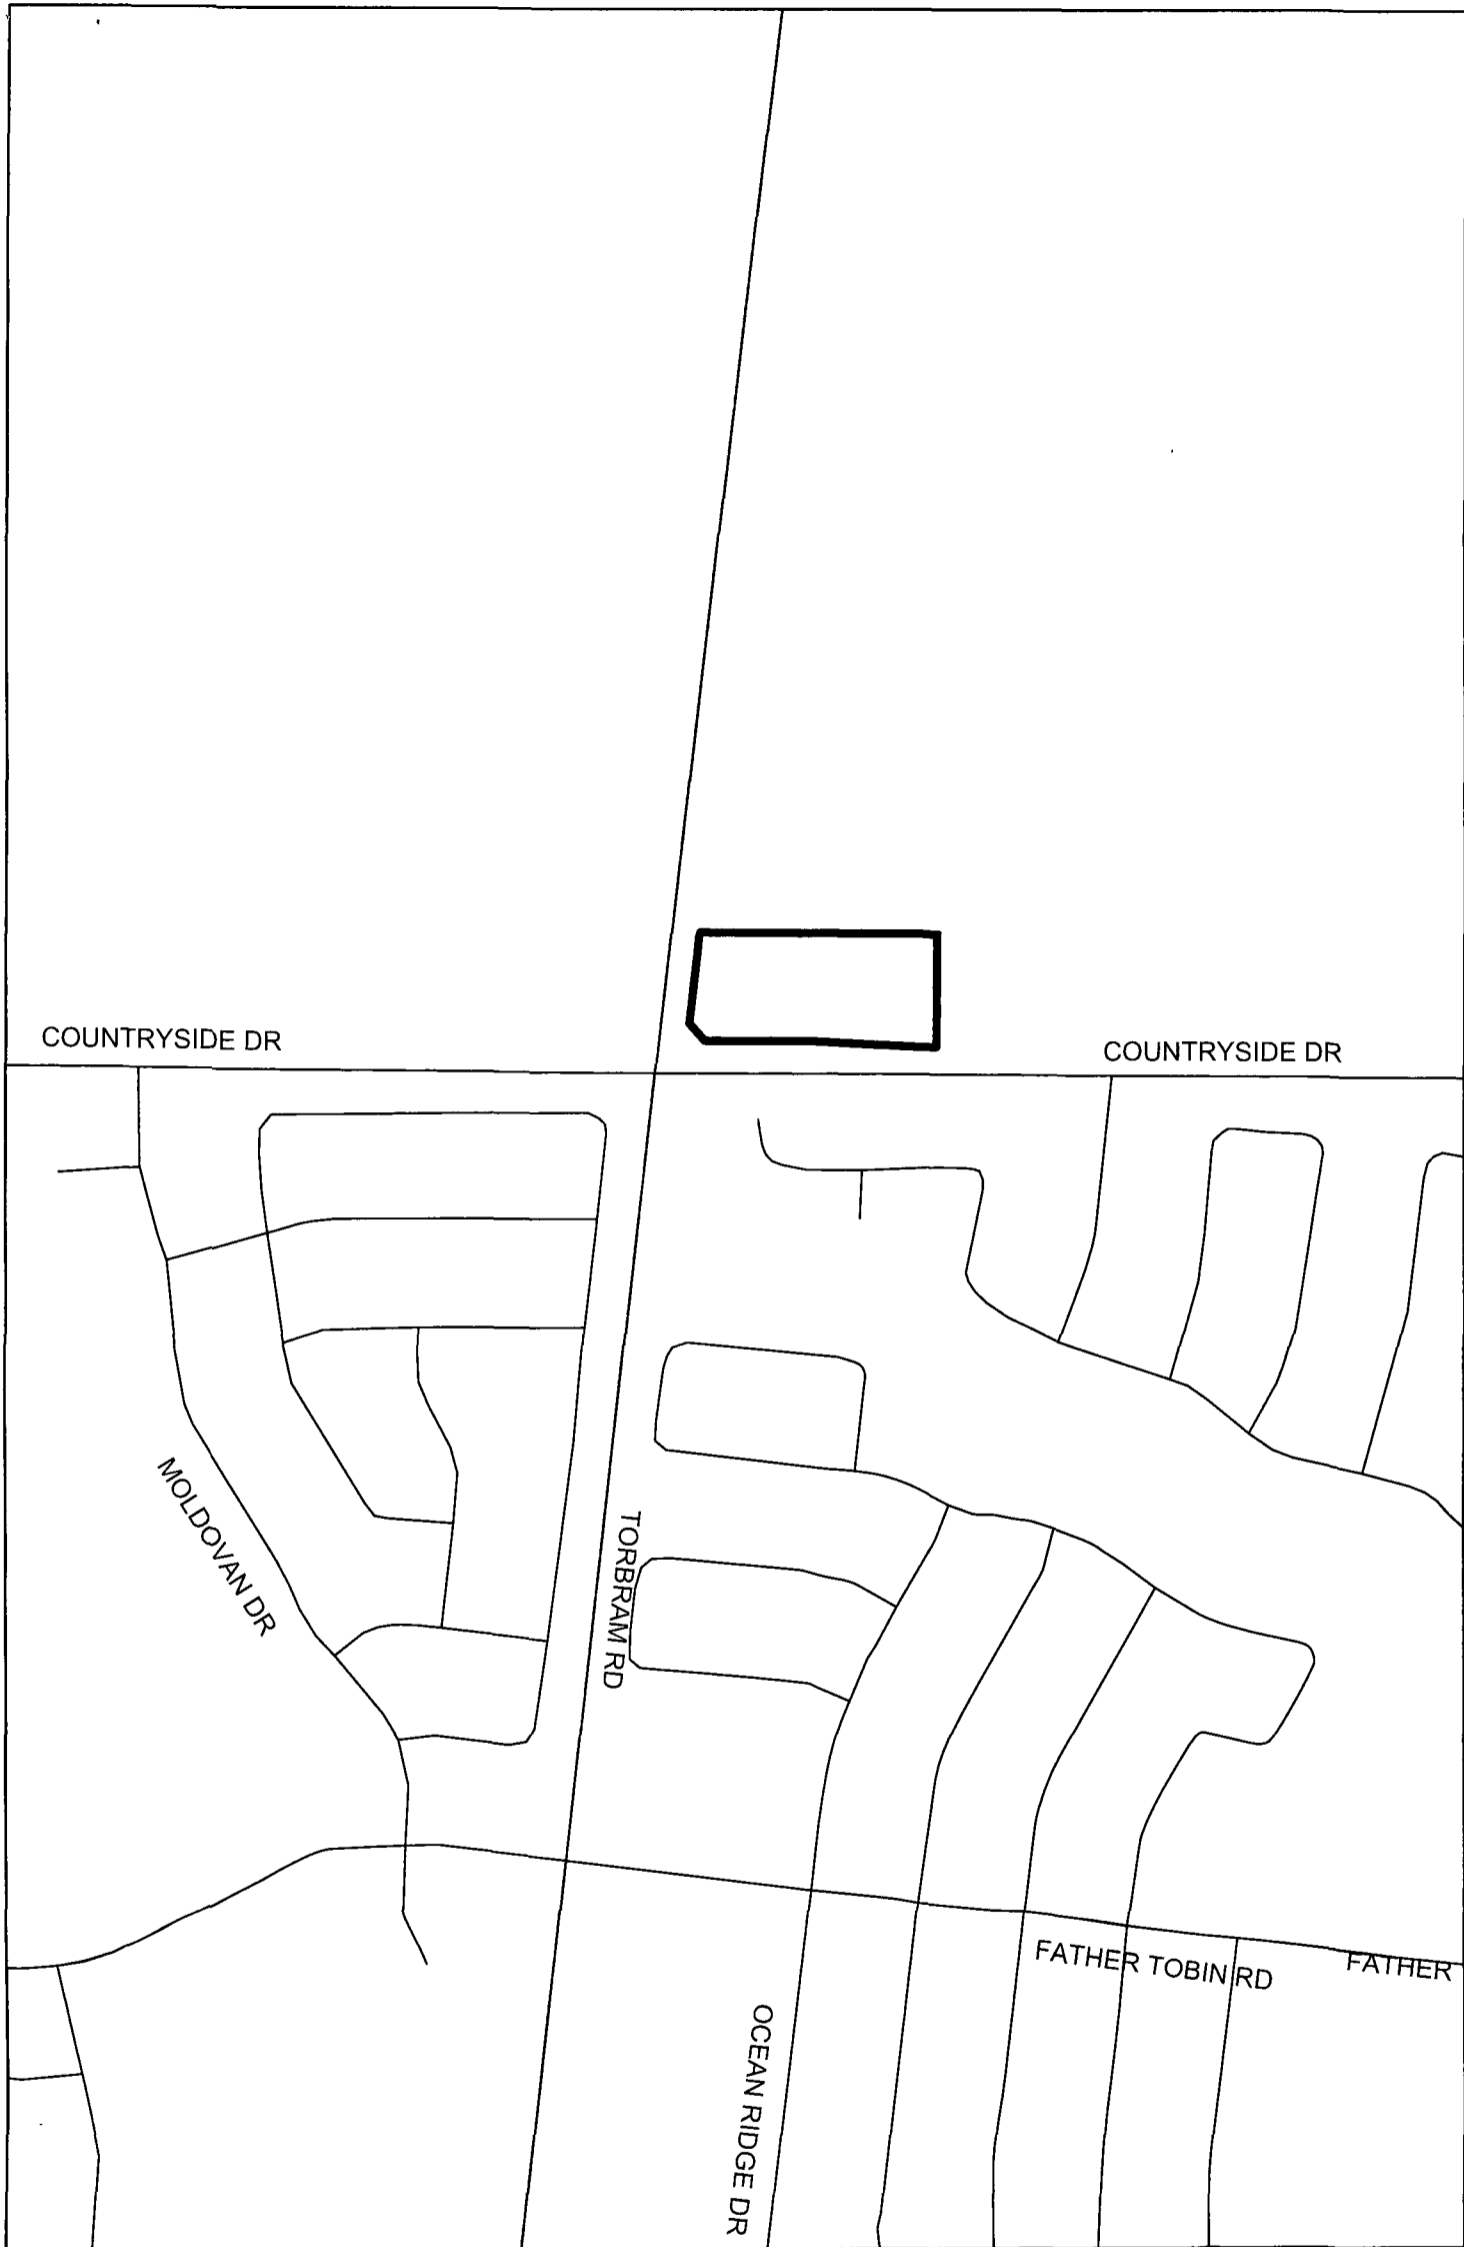 COUNTRYSIDE DR
COUNTRYSIDE DR
MOLDOVAN DR
TORBRAM RD
FATHER TOBIN RD
FATHER
OCEAN RIDGE DR